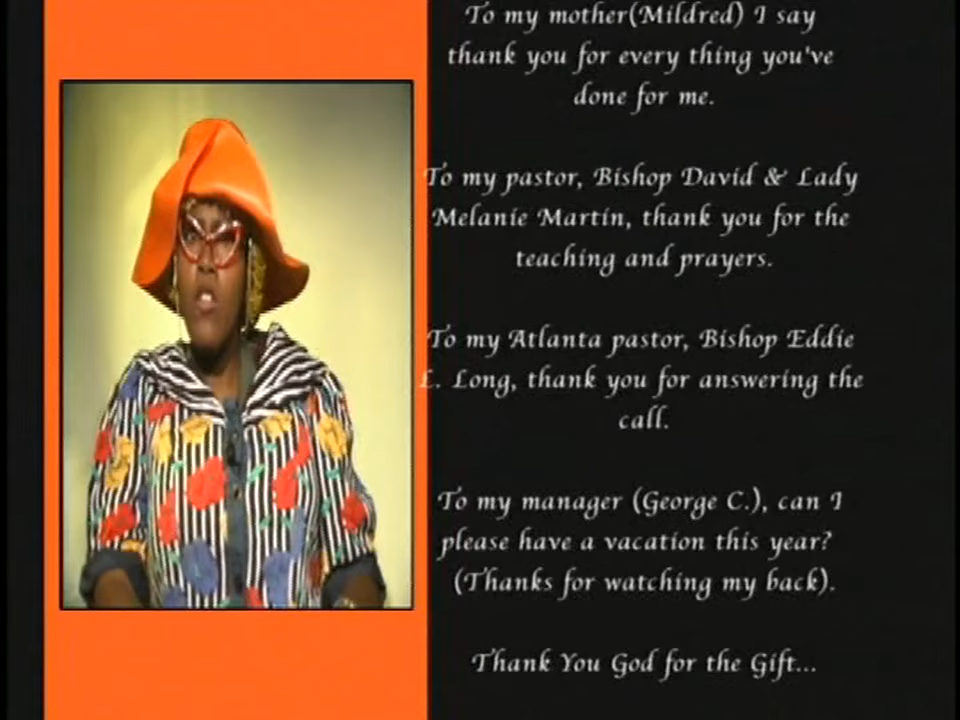 To my mother(Mildred) I say
thank you for every thing you've
done for me.
To my pastor, Bishop David & Lady
Melanie Martin, thank you for the
teaching and prayers.
To my Atlanta pastor, Bishop Eddie
L. Long, thank you for answering the
call.
To my manager (George C.), can I
please have a vacation this year?
(Thanks for watching my back).
Thank You God for the Gift...